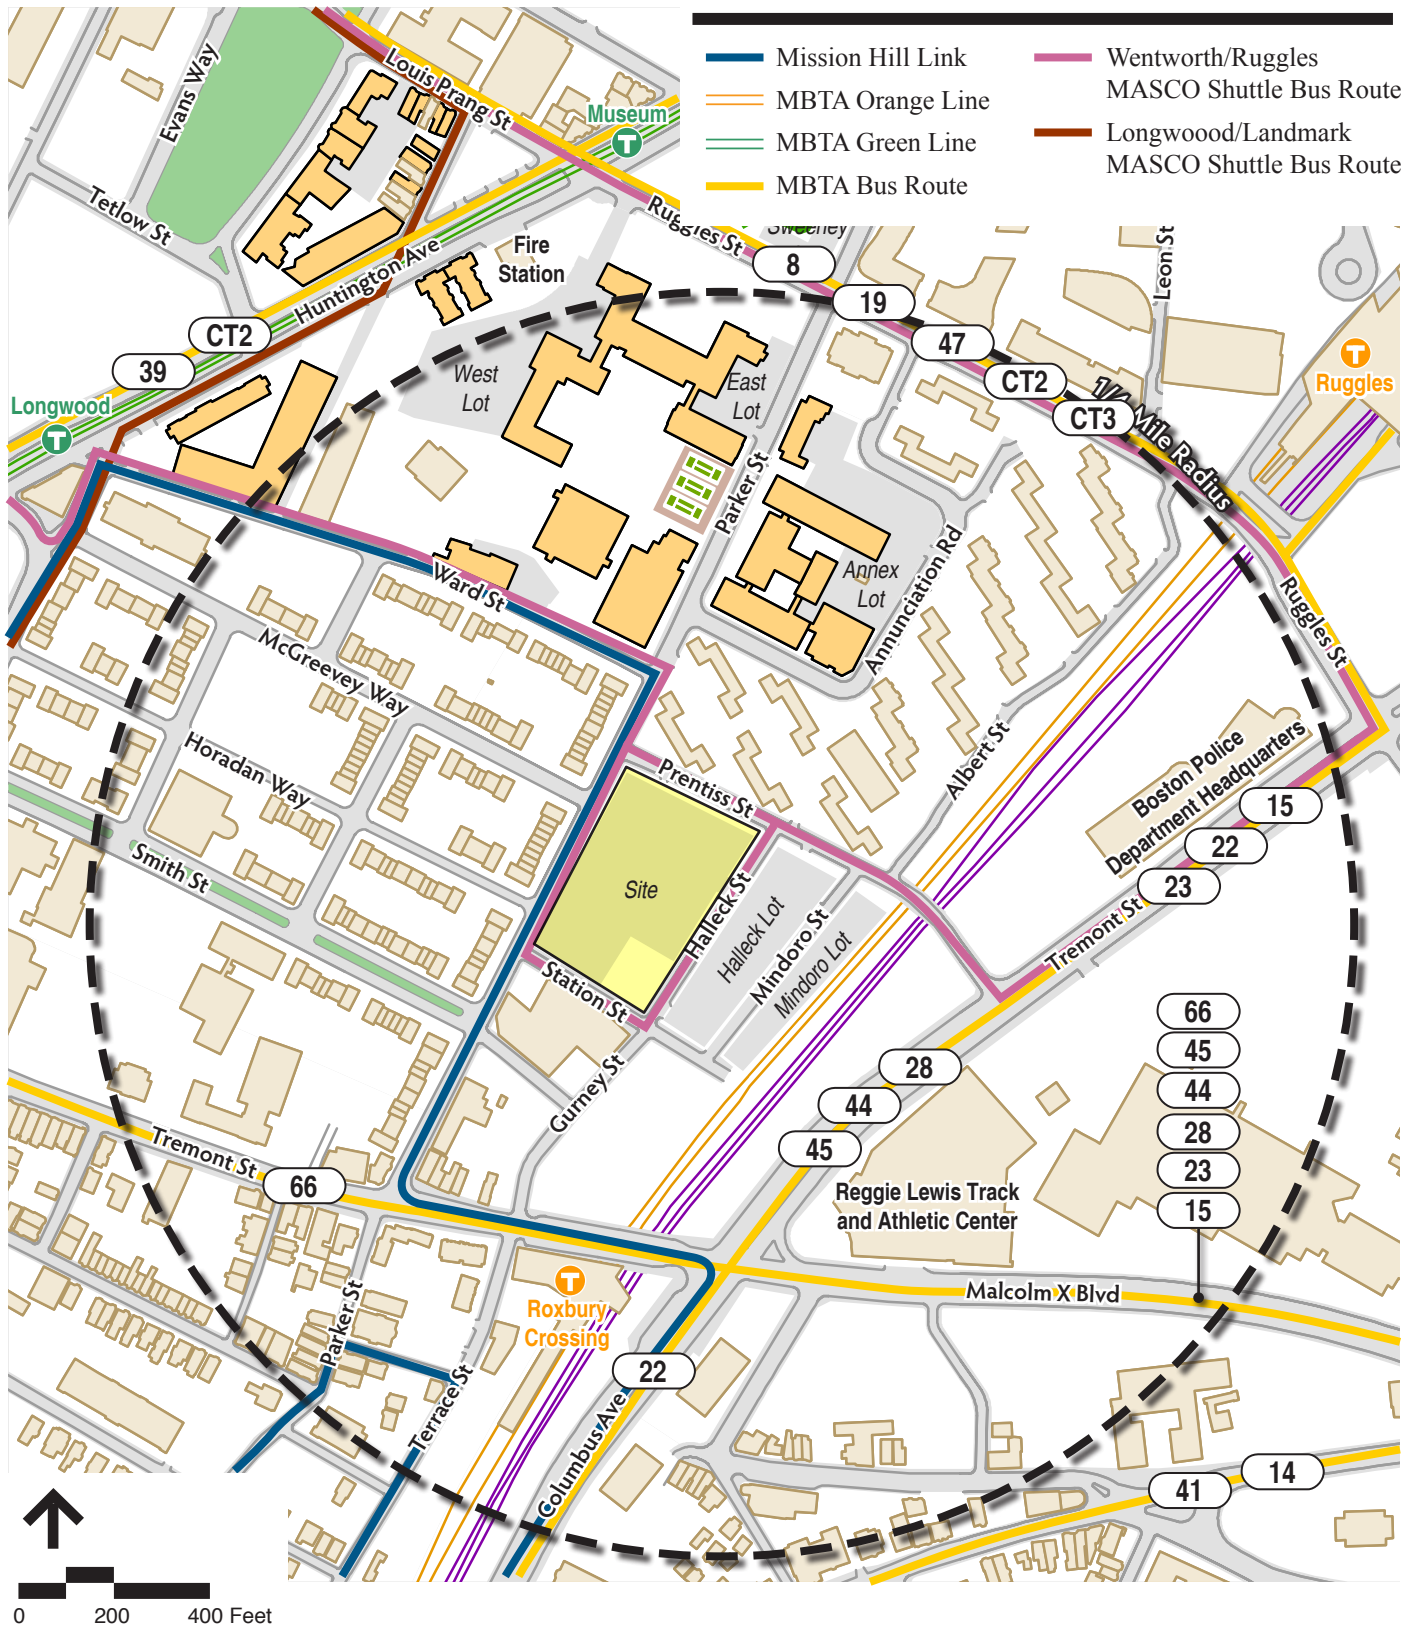 Mission Hill Link
MBTA Orange Line
MBTA Green Line
MBTA Bus Route
Wentworth/Ruggles
MASCO Shuttle Bus Route
Longwoood/Landmark
MASCO Shuttle Bus Route
Evans Way
Louis Prang St
Museum
T
Tetlow St
Huntington Ave
Fire
Station
Ruggles St
Sweeney
Leon St
8
19
47
CT2
CT3
1/4 Mile Radius
T
Ruggles
CT2
39
Longwood
T
West
Lot
East
Lot
Parker St
Annex
Lot
Annunciation Rd
Ward St
McGreevey Way
Horadan Way
Smith St
Ruggles St
Albert St
Prentiss St
Boston Police
Department Headquarters
15
22
23
Tremont St
Site
Halleck St
Halleck Lot
Mindoro St
Mindoro Lot
Station St
Gurney St
28
44
45
66
45
44
28
23
15
Tremont St
66
Reggie Lewis Track
and Athletic Center
Malcolm X Blvd
T
Roxbury
Crossing
Parker St
Terrace St
22
Columbus Ave
41
14
0
200
400 Feet